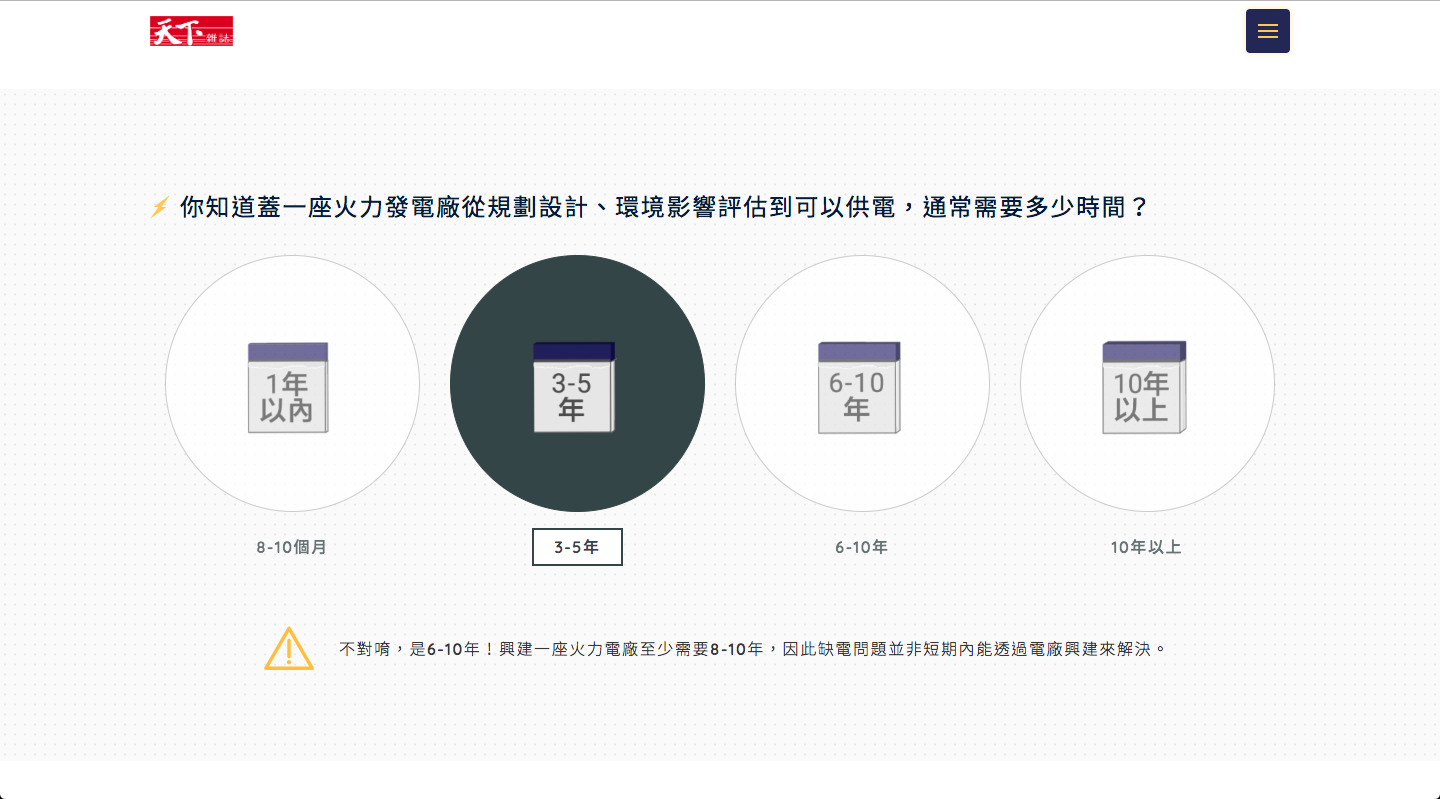 天下雜誌
你知道蓋一座火力發電廠從規劃設計、環境影響評估到可以供電，通常需要多少時間？
1年
以內
3-5
年
6-10
年
10年
以上
8-10個月
3-5年
6-10年
10年以上
不對唷，是6-10年！興建一座火力電廠至少需要8-10年，因此缺電問題並非短期內能透過電廠興建來解決。